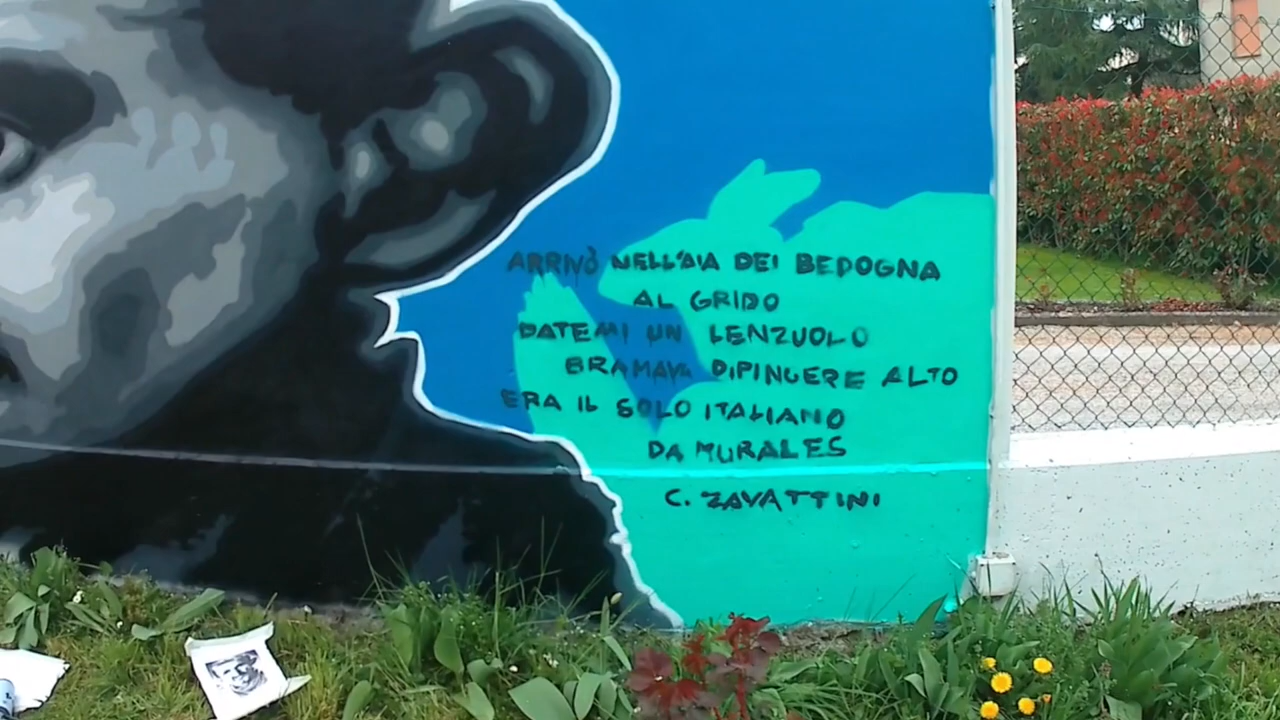 ARRIVÒ NELL'AIA DEI BEDOGNA
AL GRIDO
DATEMI UN LENZUOLO
BRAMAVA DIPINGERE ALTO
ERA IL SOLO ITALIANO
DA MURALES
C. ZAVATTINI